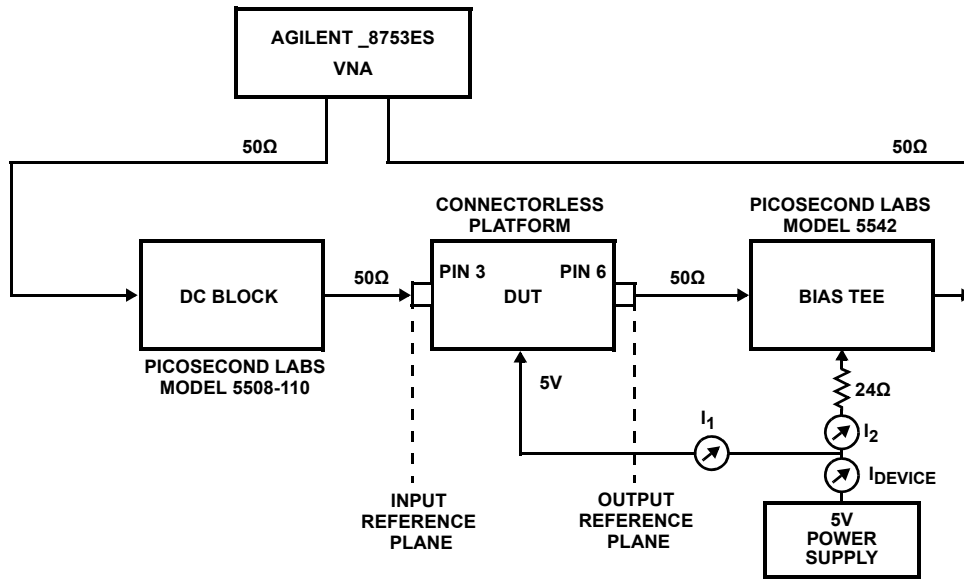 AGILENT _8753ES
VNA
50Ω
50Ω
CONNECTORLESS
PLATFORM
PICOSECOND LABS
MODEL 5542
DC BLOCK
50Ω
PIN 3
PIN 6
DUT
50Ω
BIAS TEE
PICOSECOND LABS
MODEL 5508-110
5V
24Ω
I1
I2
IDEVICE
INPUT
REFERENCE
PLANE
OUTPUT
REFERENCE
PLANE
5V
POWER
SUPPLY